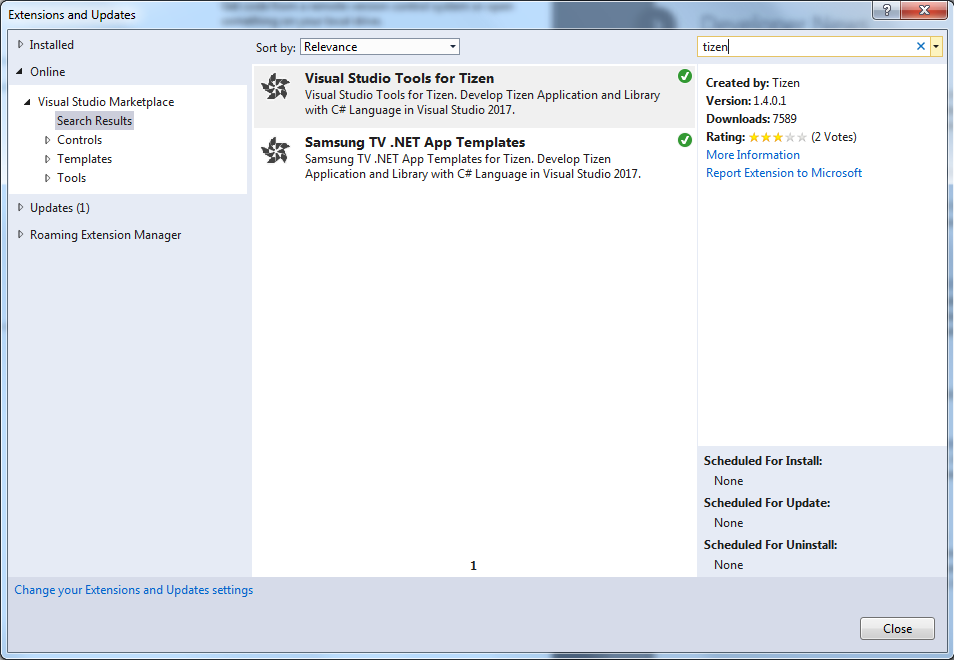 Extensions and Updates
Installed
Online
Visual Studio Marketplace
Search Results
Controls
Templates
Tools
Updates (1)
Roaming Extension Manager
Sort by: Relevance
Visual Studio Tools for Tizen
Visual Studio Tools for Tizen. Develop Tizen Application and Library
with C# Language in Visual Studio 2017.
Samsung TV .NET App Templates
Samsung TV .NET App Templates for Tizen. Develop Tizen
Application and Library with C# Language in Visual Studio 2017.
1
tizen
Created by: Tizen
Version: 1.4.0.1
Downloads: 7589
Rating: (2 Votes)
More Information
Report Extension to Microsoft
Scheduled For Install:
None
Scheduled For Update:
None
Scheduled For Uninstall:
None
Change your Extensions and Updates settings
Close